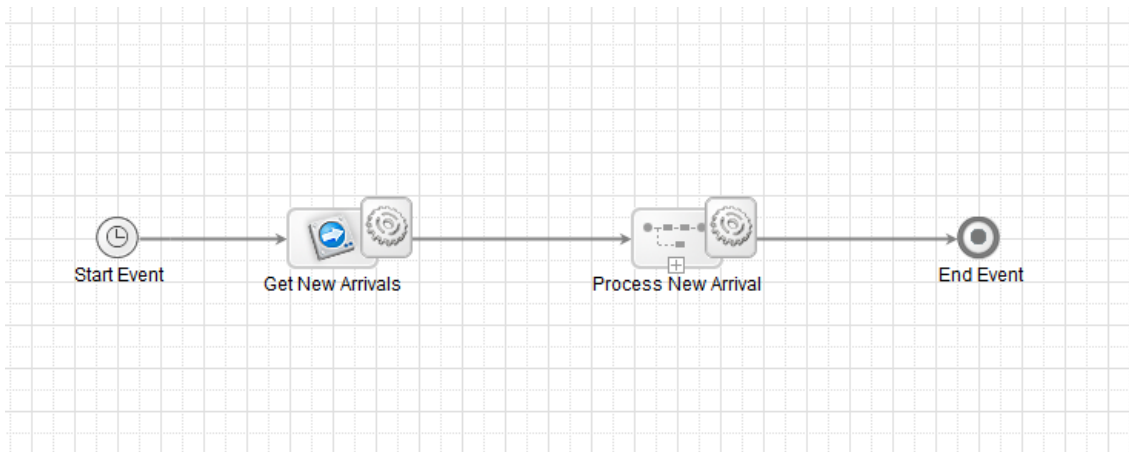 Start Event
Get New Arrivals
Process New Arrival
End Event